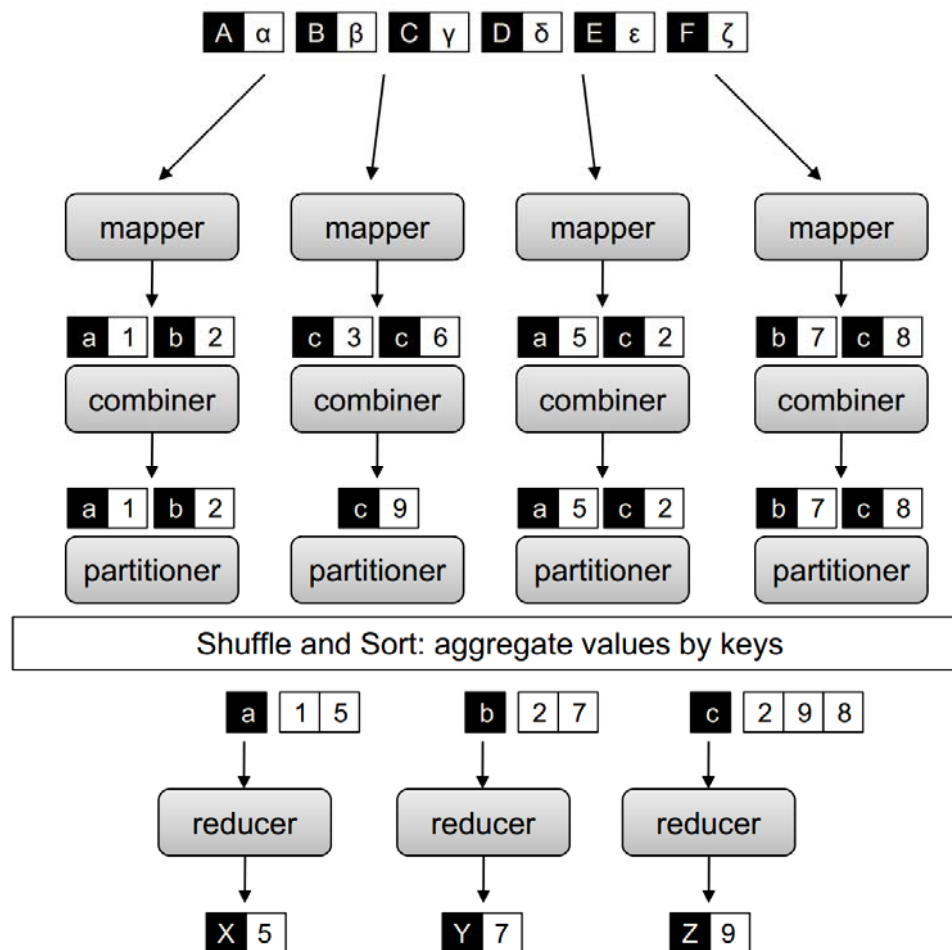 A α B β C γ D δ E ε F ζ
mapper mapper mapper mapper
a 1 b 2 c 3 c 6 a 5 c 2 b 7 c 8
combiner combiner combiner combiner
a 1 b 2 c 9 a 5 c 2 b 7 c 8
partitioner partitioner partitioner partitioner
Shuffle and Sort: aggregate values by keys
a 1 5 b 2 7 c 2 9 8
reducer reducer reducer
X 5 Y 7 Z 9